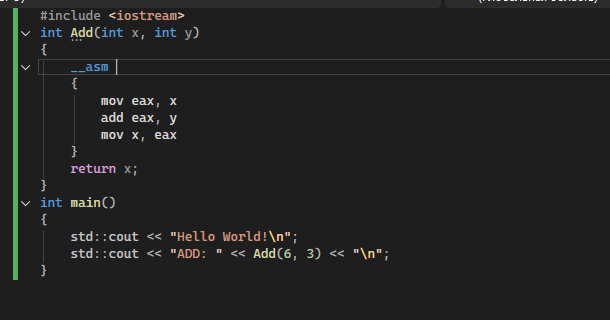 #include <iostream>
int Add(int x, int y)
{
    __asm
    {
        mov eax, x
        add eax, y
        mov x, eax
    }
    return x;
}
int main()
{
    std::cout << "Hello World!\n";
    std::cout << "ADD: " << Add(6, 3) << "\n";
}